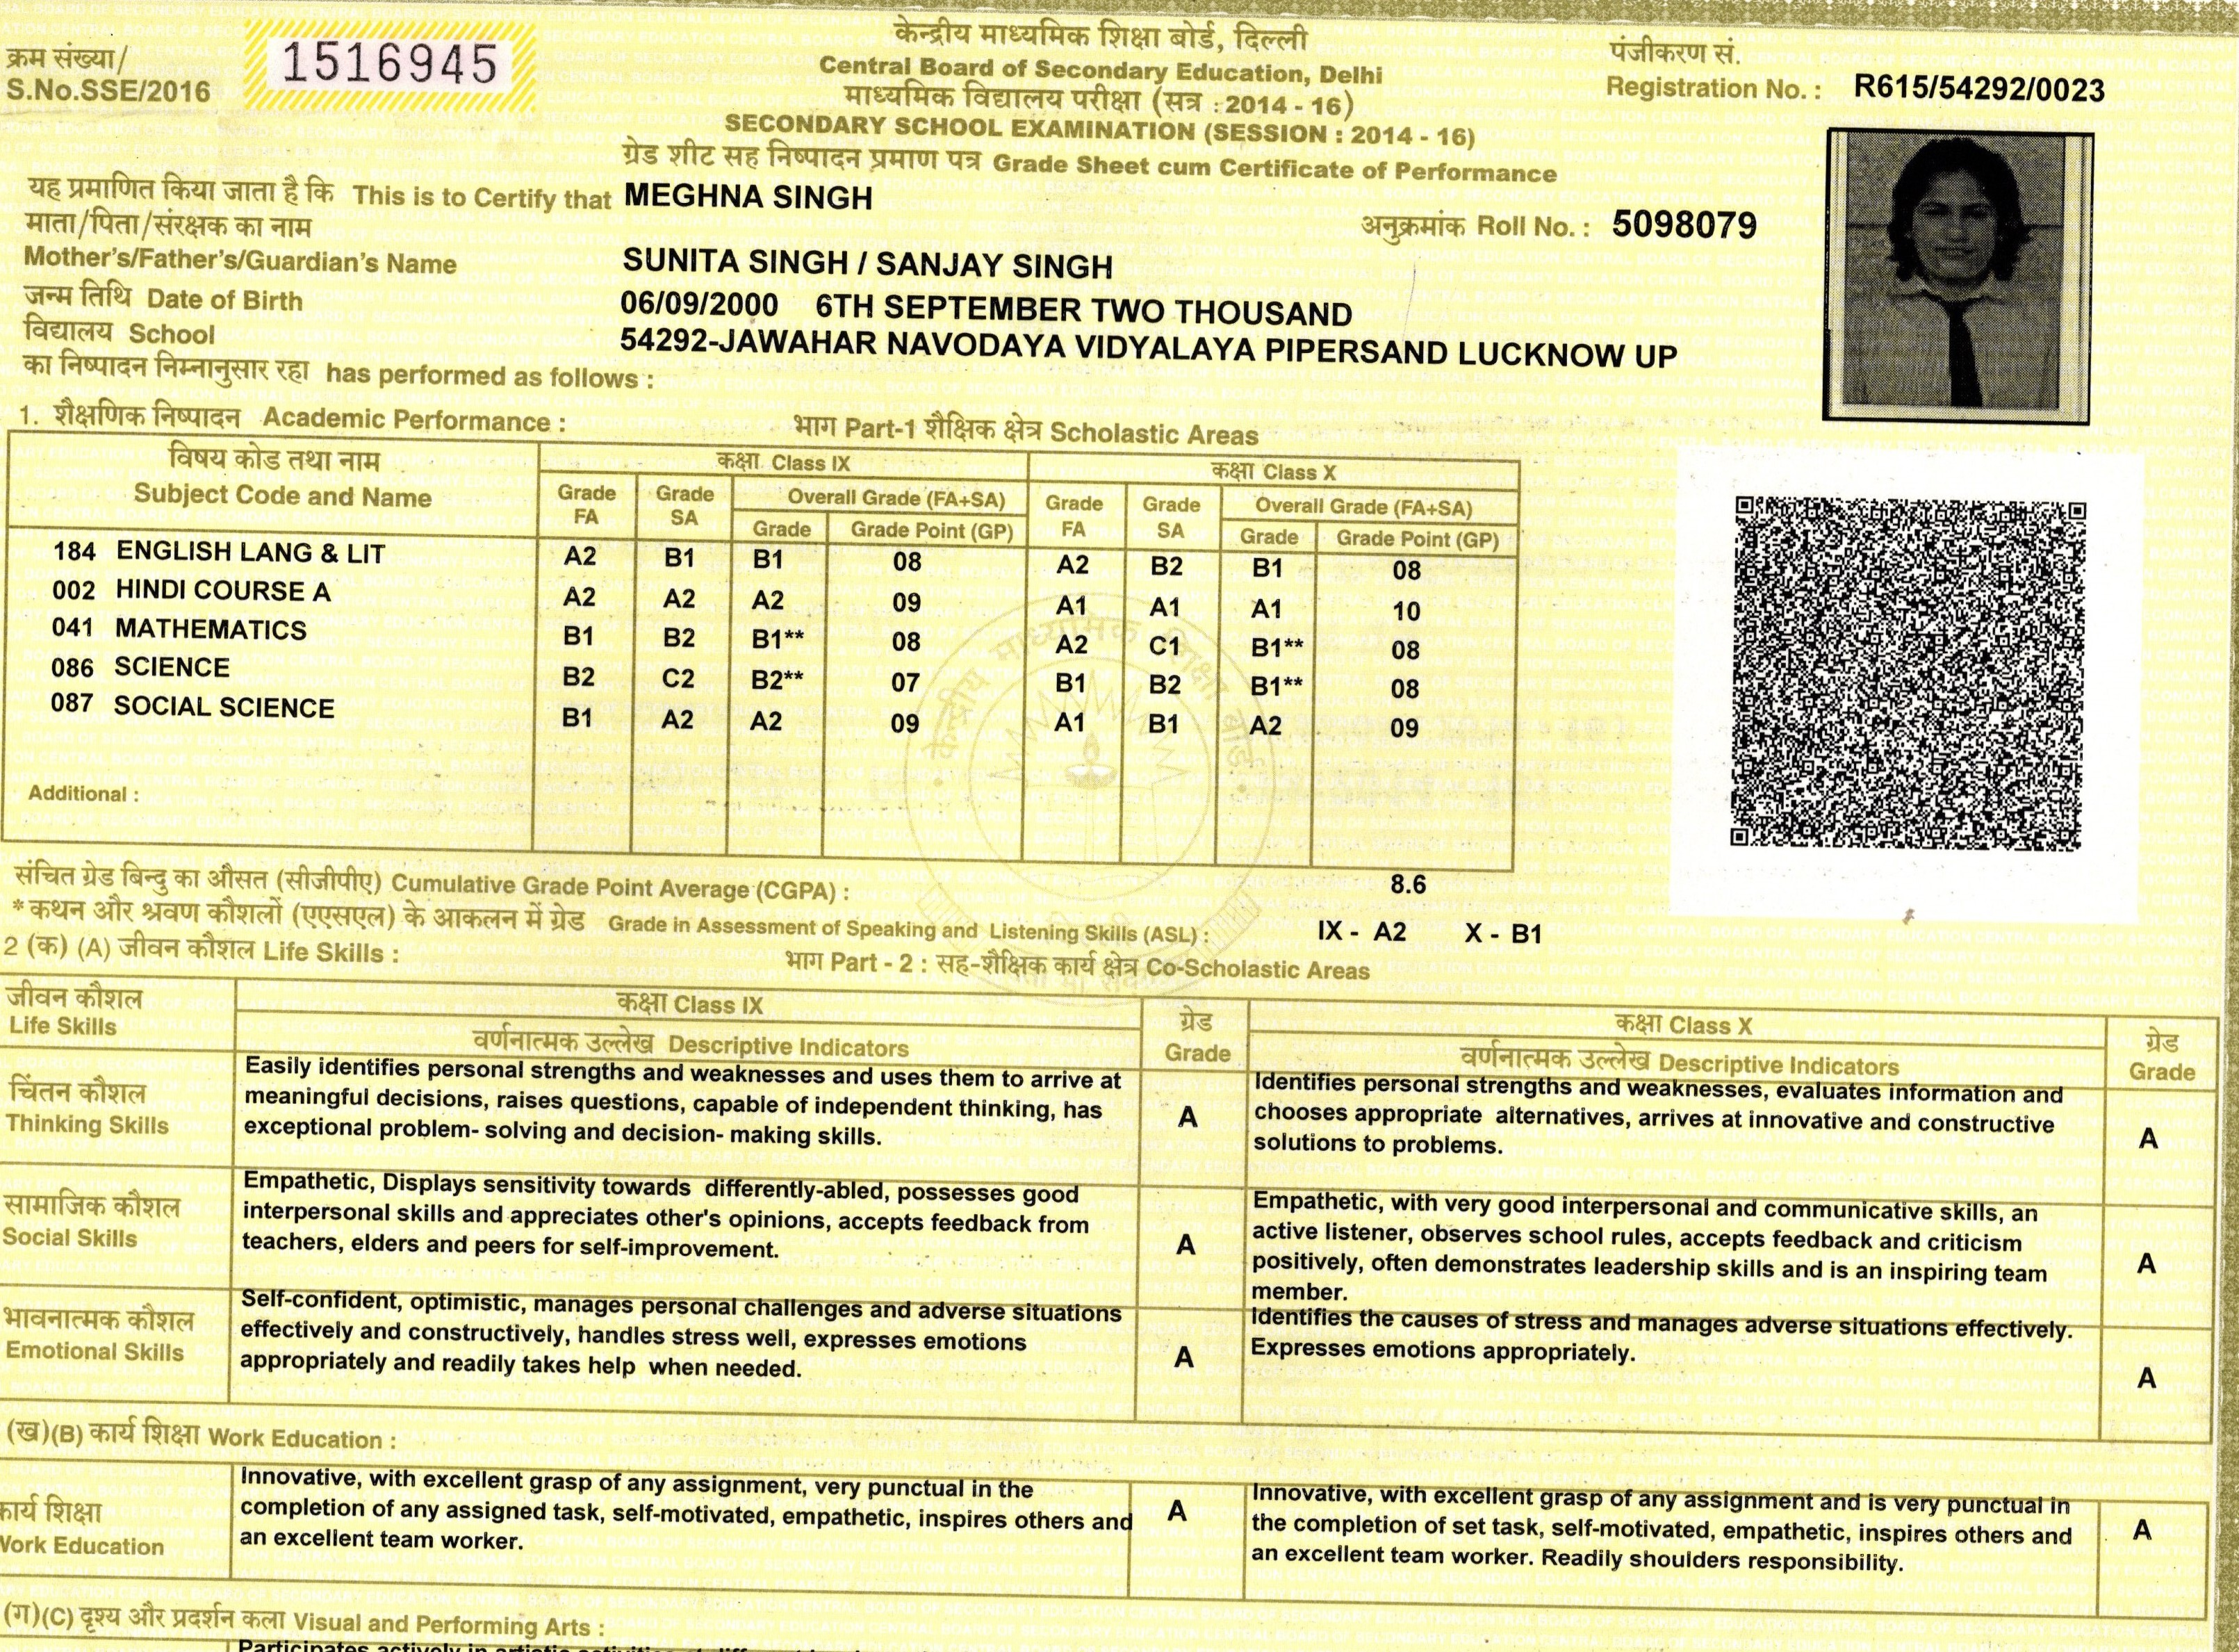 क्रम संख्या/
S.No.SSE/2016
1516945
केन्द्रीय माध्यमिक शिक्षा बोर्ड, दिल्ली
Central Board of Secondary Education, Delhi
माध्यमिक विद्यालय परीक्षा (सत्र : 2014 - 16)
SECONDARY SCHOOL EXAMINATION (SESSION : 2014 - 16)
ग्रेड शीट सह निष्पादन प्रमाण पत्र Grade Sheet cum Certificate of Performance
पंजीकरण सं.
Registration No. : R615/54292/0023
यह प्रमाणित किया जाता है कि This is to Certify that MEGHNA SINGH
अनुक्रमांक Roll No. : 5098079
माता/पिता/संरक्षक का नाम
Mother's/Father's/Guardian's Name SUNITA SINGH / SANJAY SINGH
जन्म तिथि Date of Birth 06/09/2000 6TH SEPTEMBER TWO THOUSAND
विद्यालय School 54292-JAWAHAR NAVODAYA VIDYALAYA PIPERSAND LUCKNOW UP
का निष्पादन निम्नानुसार रहा has performed as follows :
1. शैक्षणिक निष्पादन Academic Performance :
भाग Part-1 शैक्षिक क्षेत्र Scholastic Areas
विषय कोड तथा नाम
Subject Code and Name
कक्षा Class IX
कक्षा Class X
Grade FA Grade SA Overall Grade (FA+SA) Grade FA Grade SA Overall Grade (FA+SA)
Grade Grade Point (GP) Grade Grade Point (GP)
184 ENGLISH LANG & LIT A2 B1 B1 08 A2 B2 B1 08
002 HINDI COURSE A A2 A2 A2 09 A1 A1 A1 10
041 MATHEMATICS B1 B2 B1** 08 A2 C1 B1** 08
086 SCIENCE B2 C2 B2** 07 B1 B2 B1** 08
087 SOCIAL SCIENCE B1 A2 A2 09 A1 B1 A2 09
Additional :
संचित ग्रेड बिन्दु का औसत (सीजीपीए) Cumulative Grade Point Average (CGPA) : 8.6
*कथन और श्रवण कौशलों (एएसएल) के आकलन में ग्रेड Grade in Assessment of Speaking and Listening Skills (ASL) : IX - A2 X - B1
2 (क) (A) जीवन कौशल Life Skills :
भाग Part - 2 : सह-शैक्षिक कार्य क्षेत्र Co-Scholastic Areas
जीवन कौशल
Life Skills
कक्षा Class IX
वर्णनात्मक उल्लेख Descriptive Indicators
ग्रेड
Grade
कक्षा Class X
वर्णनात्मक उल्लेख Descriptive Indicators
ग्रेड
Grade
चिंतन कौशल
Thinking Skills
Easily identifies personal strengths and weaknesses and uses them to arrive at
meaningful decisions, raises questions, capable of independent thinking, has
exceptional problem- solving and decision- making skills.
A
Identifies personal strengths and weaknesses, evaluates information and
chooses appropriate alternatives, arrives at innovative and constructive
solutions to problems.
A
सामाजिक कौशल
Social Skills
Empathetic, Displays sensitivity towards differently-abled, possesses good
interpersonal skills and appreciates other's opinions, accepts feedback from
teachers, elders and peers for self-improvement.
A
Empathetic, with very good interpersonal and communicative skills, an
active listener, observes school rules, accepts feedback and criticism
positively, often demonstrates leadership skills and is an inspiring team
member.
A
भावनात्मक कौशल
Emotional Skills
Self-confident, optimistic, manages personal challenges and adverse situations
effectively and constructively, handles stress well, expresses emotions
appropriately and readily takes help when needed.
A
Identifies the causes of stress and manages adverse situations effectively.
Expresses emotions appropriately.
A
(ख)(B) कार्य शिक्षा Work Education :
कार्य शिक्षा
Work Education
Innovative, with excellent grasp of any assignment, very punctual in the
completion of any assigned task, self-motivated, empathetic, inspires others and
an excellent team worker.
A
Innovative, with excellent grasp of any assignment and is very punctual in
the completion of set task, self-motivated, empathetic, inspires others and
an excellent team worker. Readily shoulders responsibility.
A
(ग)(C) दृश्य और प्रदर्शन कला Visual and Performing Arts :
Participates actively in artistic